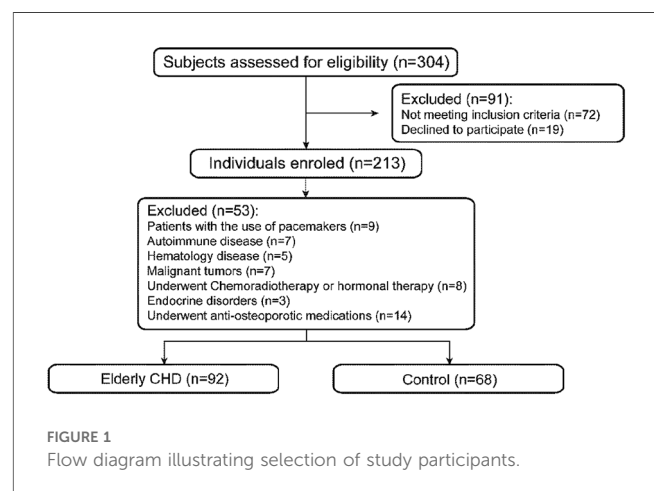 Subjects assessed for eligibility (n=304)
Excluded (n=91):
Not meeting inclusion criteria (n=72)
Declined to participate (n=19)
Individuals enroled (n=213)
Excluded (n=53):
Patients with the use of pacemakers (n=9)
Autoimmune disease (n=7)
Hematology disease (n=5)
Malignant tumors (n=7)
Underwent Chemoradiotherapy or hormonal therapy (n=8)
Endocrine disorders (n=3)
Underwent anti-osteoporotic medications (n=14)
Elderly CHD (n=92)
Control (n=68)
FIGURE 1
Flow diagram illustrating selection of study participants.